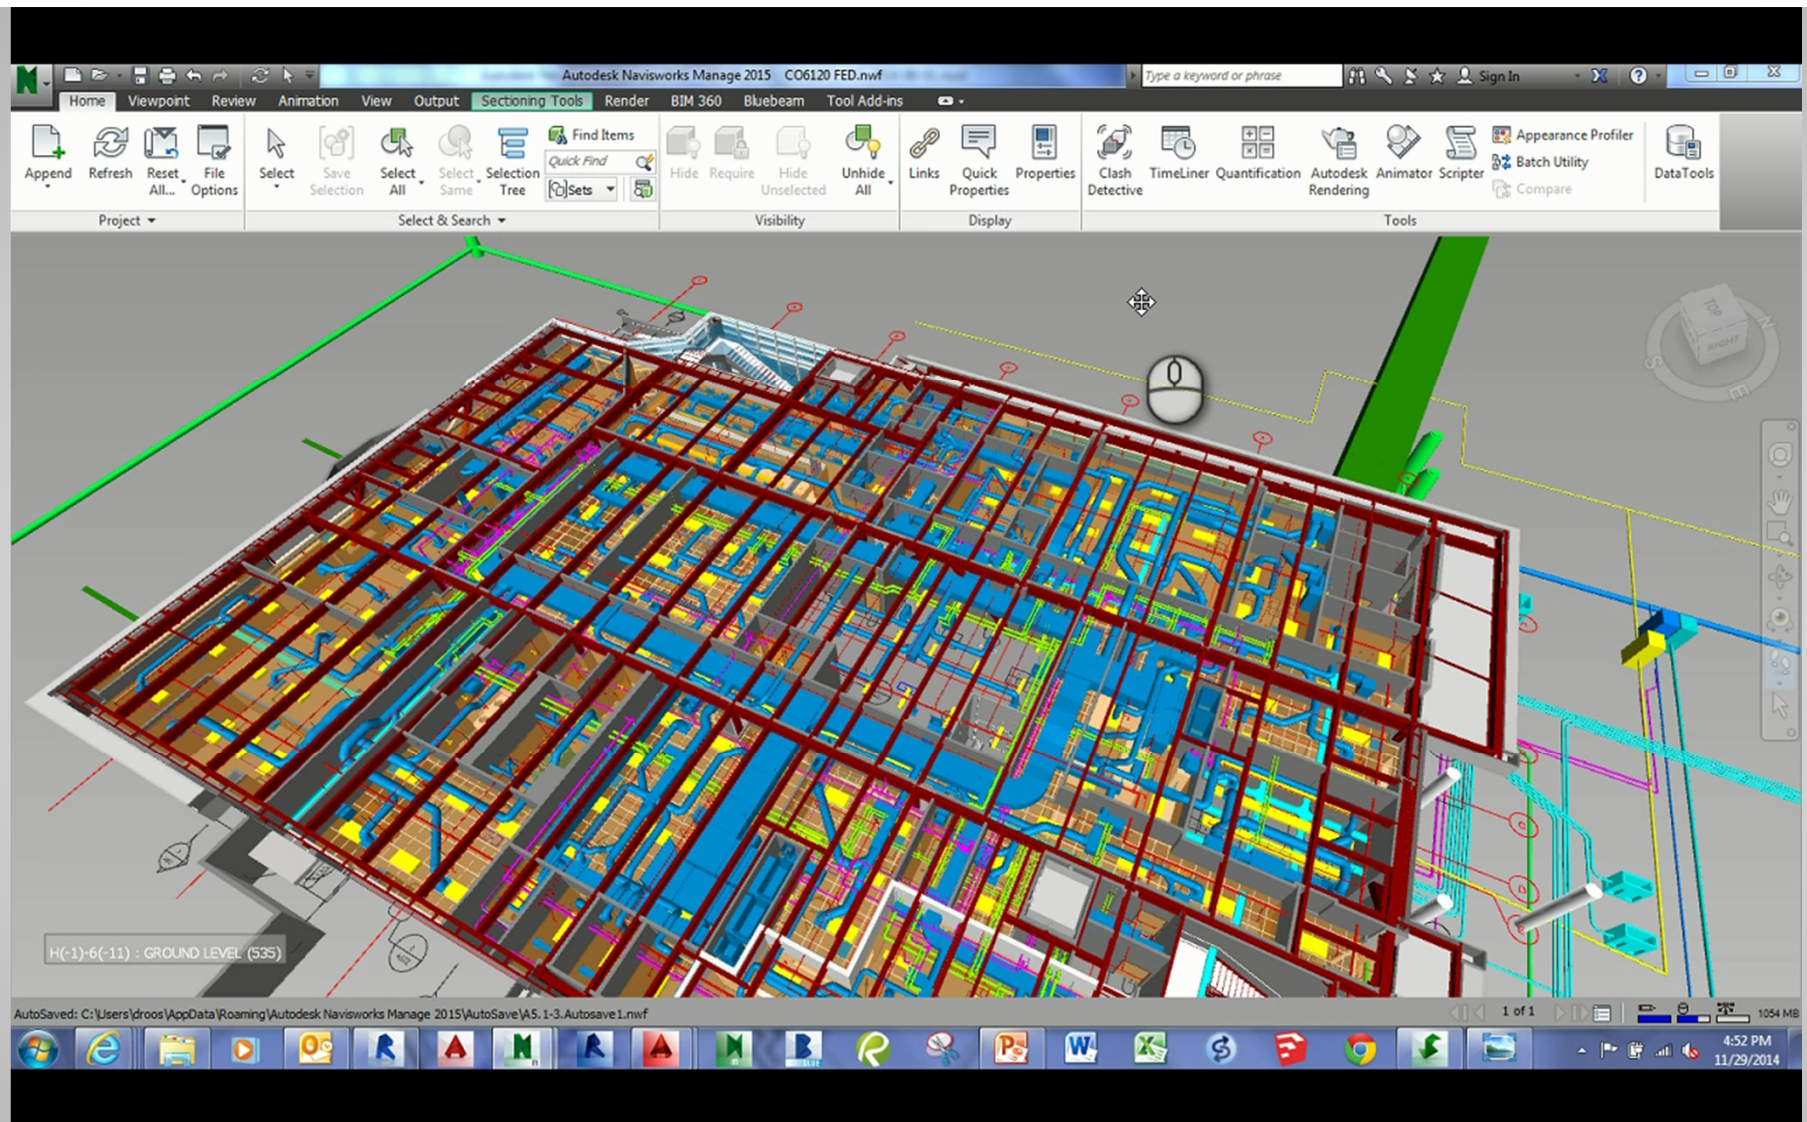 Autodesk Navisworks Manage 2015 CO6120 FED.nwf
Type a keyword or phrase
Sign In
Home Viewpoint Review Animation View Output Sectioning Tools Render BIM 360 Bluebeam Tool Add-ins
Append
Refresh
Reset All...
File Options
Project
Select
Save Selection
Select All
Select Same
Selection Tree
Find Items
Quick Find
Sets
Select & Search
Hide
Require
Hide Unselected
Unhide All
Visibility
Links
Quick Properties
Properties
Display
Clash Detective
TimeLiner
Quantification
Autodesk Rendering
Animator
Scripter
Appearance Profiler
Batch Utility
Compare
DataTools
Tools
TOP
RIGHT
N
S
E
H(-1)-6(-11) : GROUND LEVEL (535)
AutoSaved: C:\Users\droos\AppData\Roaming\Autodesk Navisworks Manage 2015\AutoSave\A5.1-3.Autosave1.nwf
1 of 1
1054 MB
4:52 PM
11/29/2014